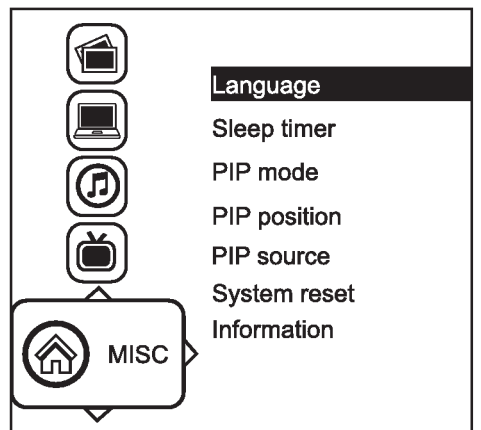 Language
Sleep timer
PIP mode
PIP position
PIP source
System reset
Information
MISC